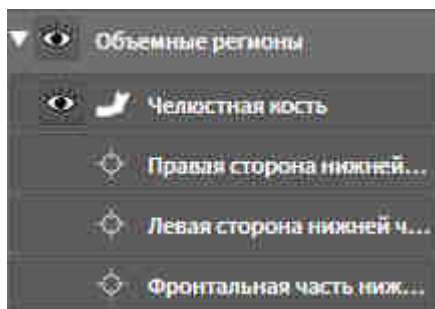 Объемные регионы
Челюстная кость
Правая сторона нижней...
Левая сторона нижней ч...
Фронтальная часть ниж...